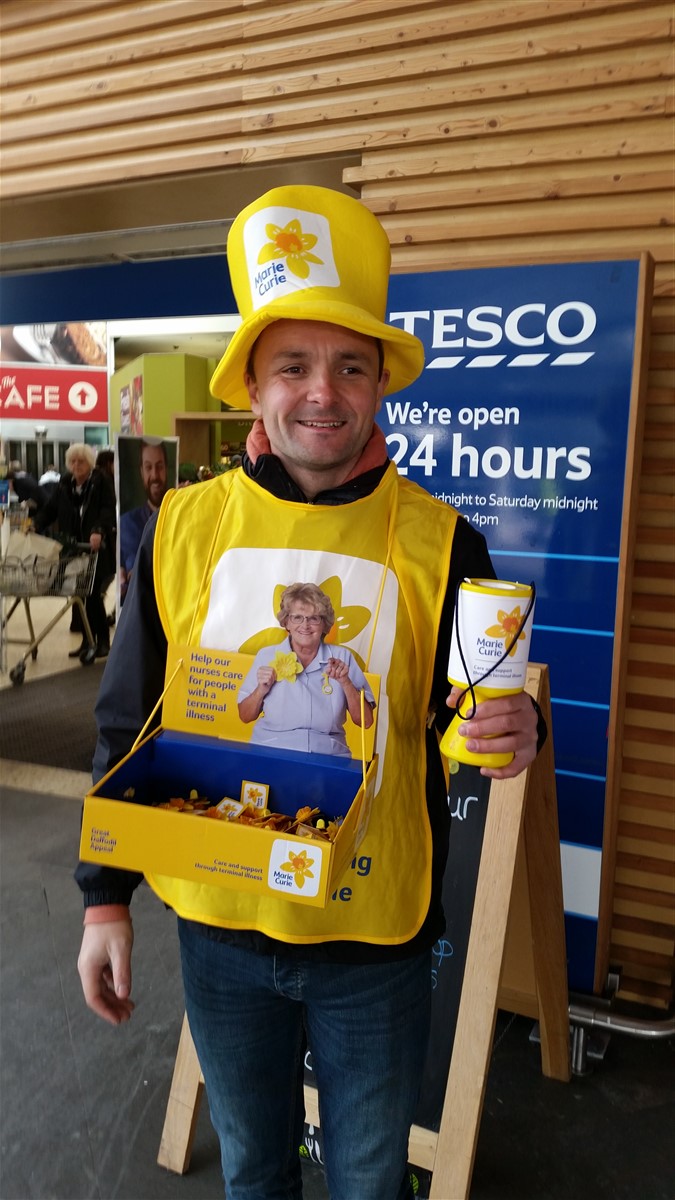 Marie
Curie
TESCO
We're open
24 hours
midnight to Saturday midnight
4pm
The
CAFE
Help our
nurses care
for people
with a
terminal
illness
Marie
Curie
Care and support
through terminal illness
Great
Daffodil
Appeal
Care and support
through terminal illness
Marie
Curie